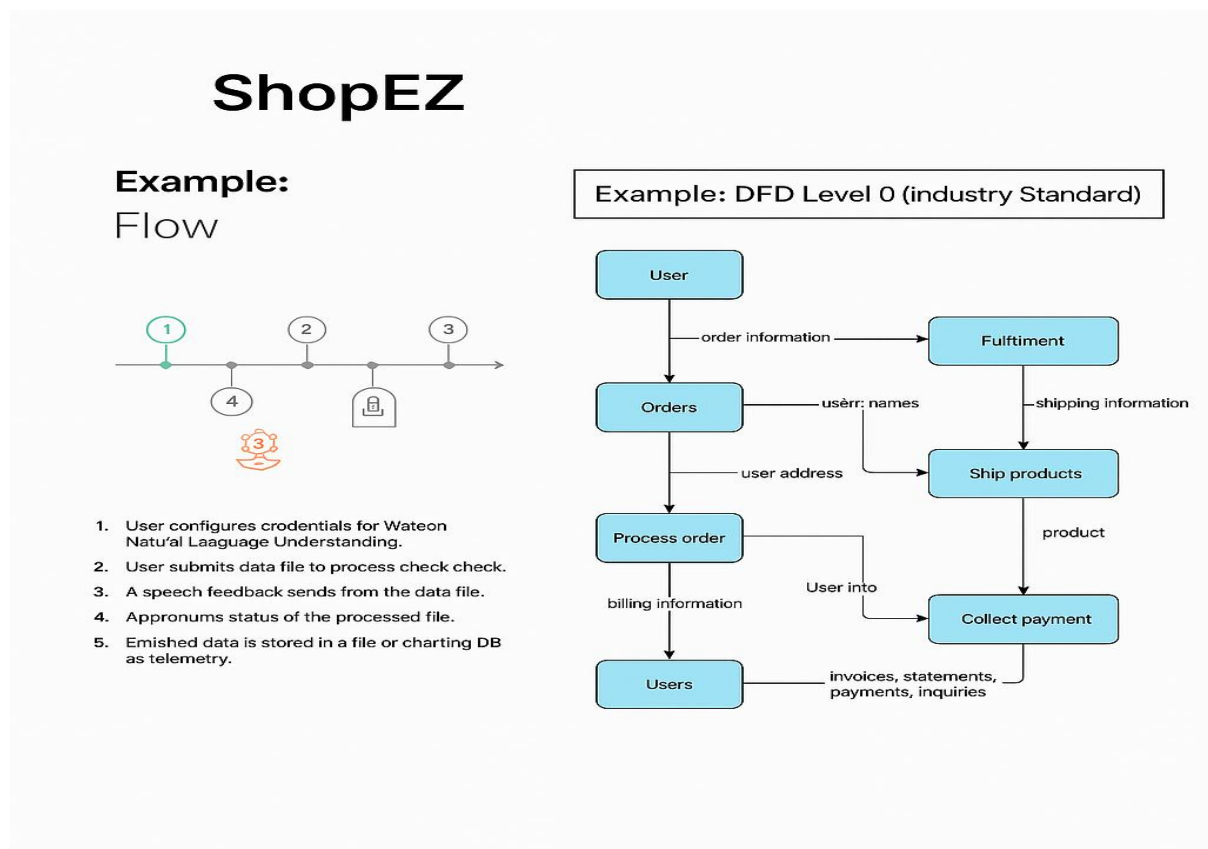 ShopEZ
Example:
Flow
1
2
3
4
3
1. User configures credentials for Wateon
Natu'al Laaguage Understanding.
2. User submits data file to process check check.
3. A speech feedback sends from the data file.
4. Appronums status of the processed file.
5. Emished data is stored in a file or charting DB
as telemetry.
Example: DFD Level 0 (industry Standard)
User
order information
Fulftiment
Orders
usèrr: names
shipping information
user address
Ship products
Process order
product
User into
billing information
Collect payment
Users
invoices, statements,
payments, inquiries